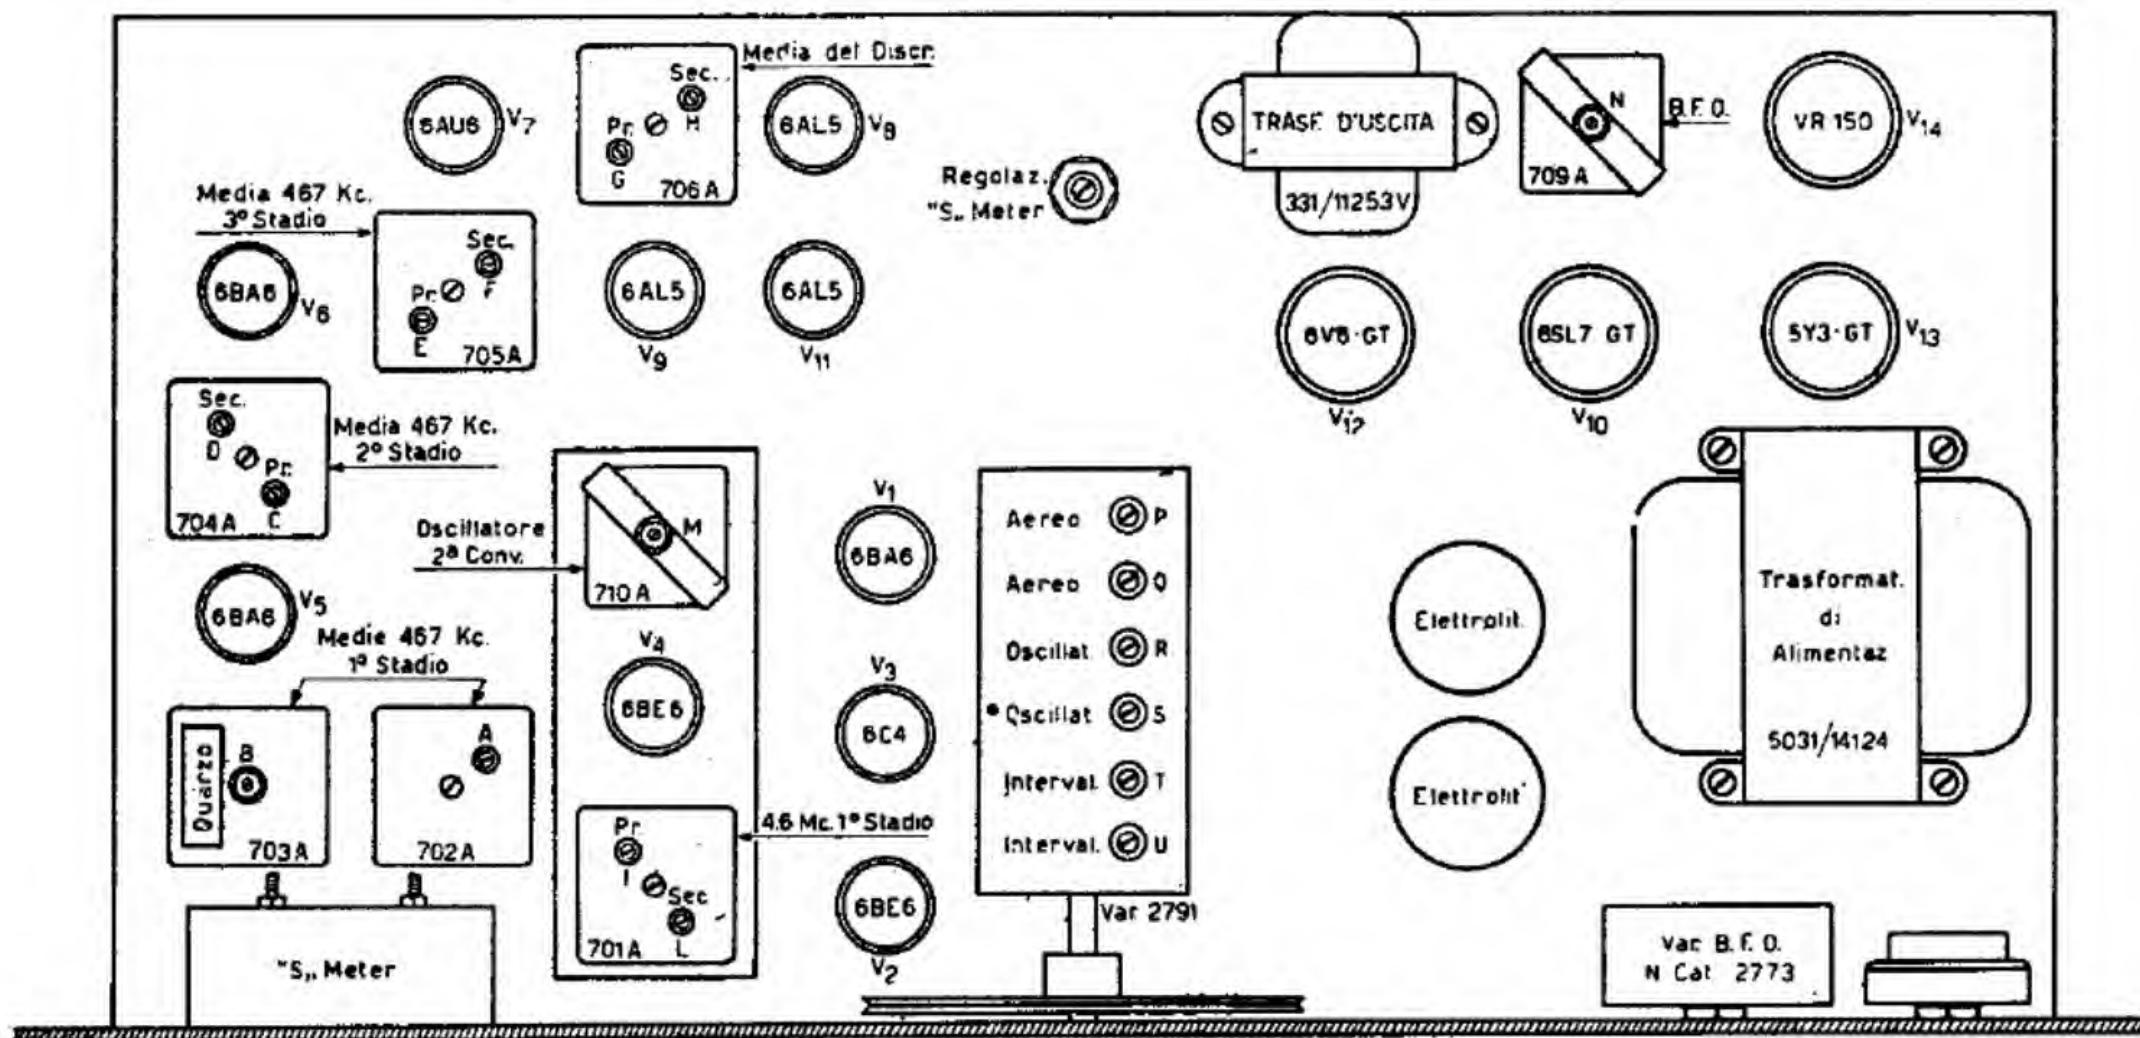 Media del Discr.
Sec.
Pr.
H
G
706 A
6AU6
V7
6AL5
V8
TRASF. D'USCITA
331/11253V
N
B.F.O.
709 A
VR 150
V14
Regolaz.
"S„ Meter
Media 467 Kc.
3º Stadio
Sec.
F
Pr.
E
705A
6BA6
V6
6AL5
V9
6AL5
V11
6V6-GT
V12
6SL7 GT
V10
5Y3-GT
V13
Sec.
D
Pr.
C
704A
Media 467 Kc.
2º Stadio
Oscillatore
2ª Conv.
M
710 A
V1
6BA6
Aereo P
Aereo Q
Oscillat. R
• Oscillat S
Interval. T
Interval. U
Var 2791
6BA6
V5
Medie 467 Kc.
1º Stadio
V4
6BE6
V3
6C4
Elettrolit.
Elettrolit
Trasformat.
di
Alimentaz
5031/14124
Quarzo
B
703A
A
702A
4.6 Mc. 1º Stadio
Pr.
I
Sec
L
701A
6BE6
V2
"S„ Meter
Var. B. F. O.
N Cat 2773